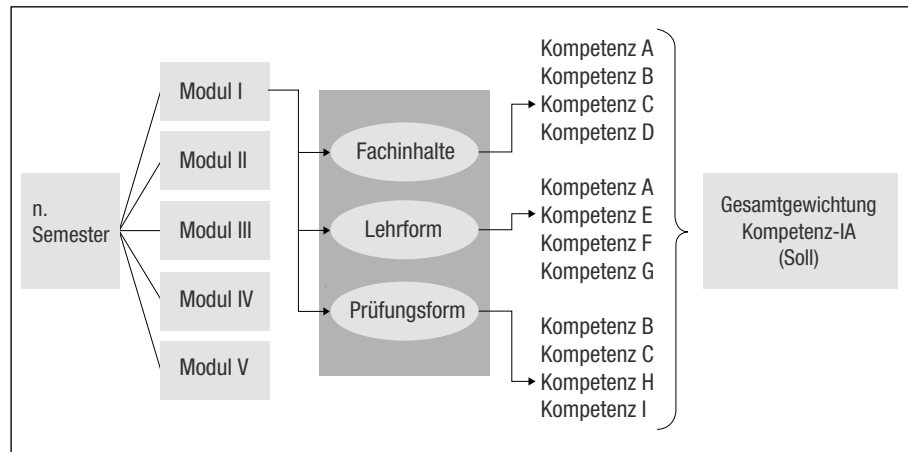 n.
Semester
Modul I
Modul II
Modul III
Modul IV
Modul V
Fachinhalte
Lehrform
Prüfungsform
Kompetenz A
Kompetenz B
Kompetenz C
Kompetenz D
Kompetenz A
Kompetenz E
Kompetenz F
Kompetenz G
Kompetenz B
Kompetenz C
Kompetenz H
Kompetenz I
Gesamtgewichtung
Kompetenz-IA
(Soll)